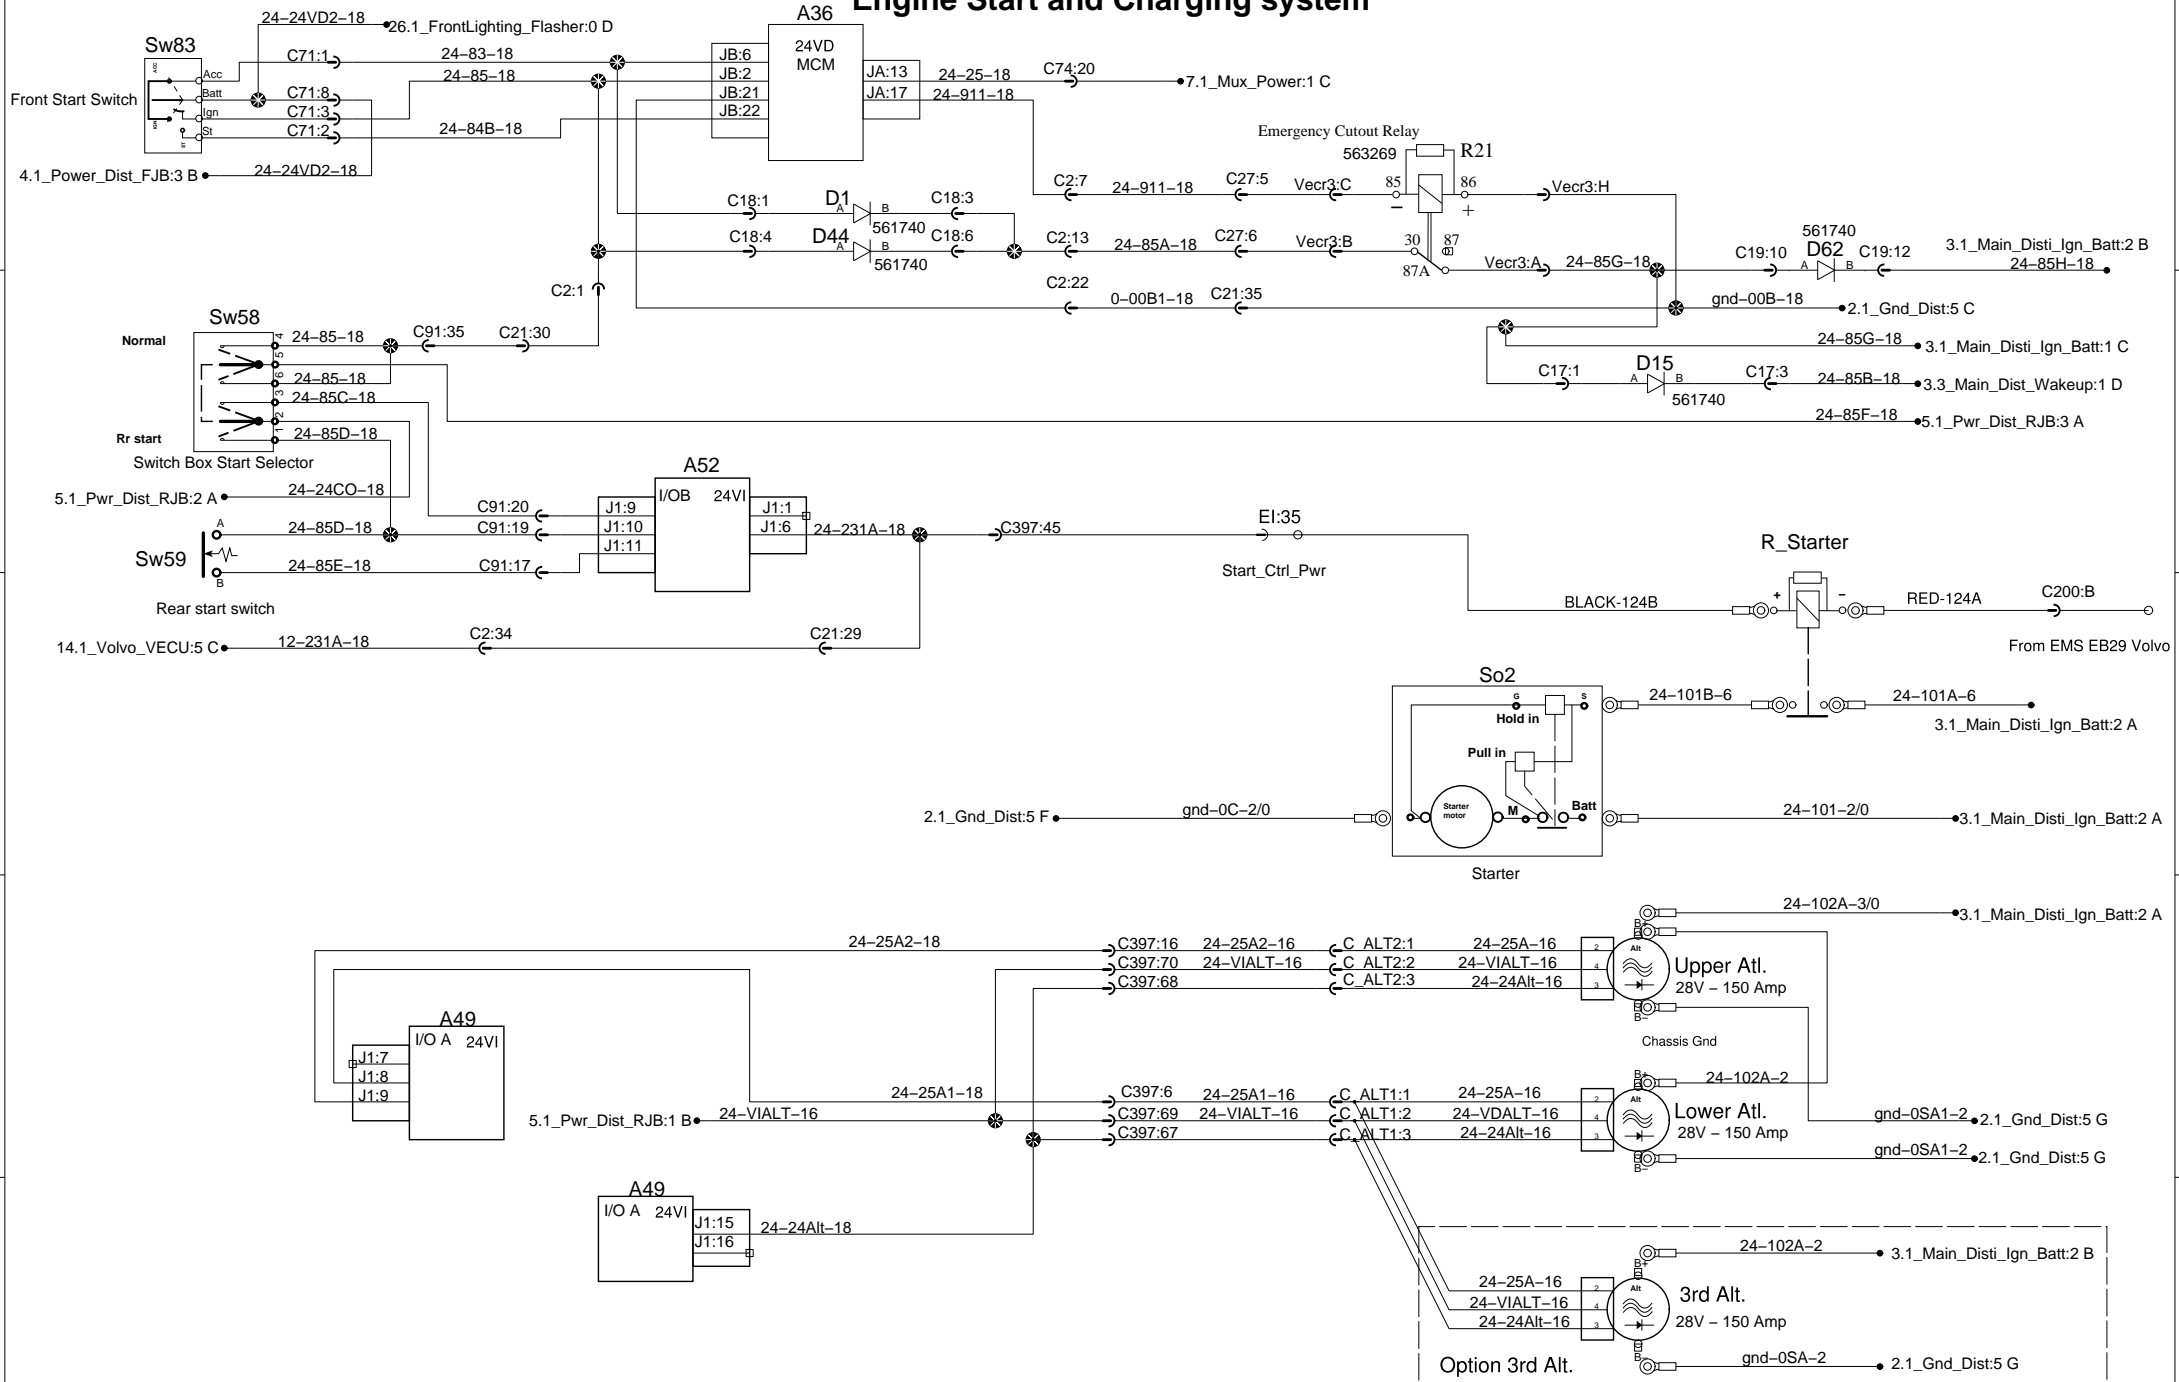 Engine Start and Charging system
24–24VD2–18
26.1_FrontLighting_Flasher:0 D
Sw83
Front Start Switch
ACC
IGN
ST
Acc
Batt
Ign
St
C71:1
C71:8
C71:3
C71:2
24–83–18
24–85–18
24–84B–18
4.1_Power_Dist_FJB:3 B
24–24VD2–18
A36
24VD
MCM
JB:6
JB:2
JB:21
JB:22
JA:13
JA:17
24–25–18
24–911–18
C74:20
7.1_Mux_Power:1 C
Emergency Cutout Relay
563269
R21
C2:7
24–911–18
C27:5
Vecr3:C
85
86
–
+
Vecr3:H
C18:1
D1
A
B
561740
C18:3
C18:4
D44
A
B
561740
C18:6
C2:13
24–85A–18
C27:6
Vecr3:B
30
87
87A
Vecr3:A
24–85G–18
C19:10
561740
D62
A
B
C19:12
3.1_Main_Disti_Ign_Batt:2 B
24–85H–18
C2:1
C2:22
0–00B1–18
C21:35
gnd–00B–18
2.1_Gnd_Dist:5 C
24–85G–18
3.1_Main_Disti_Ign_Batt:1 C
C17:1
D15
A
B
561740
C17:3
24–85B–18
3.3_Main_Dist_Wakeup:1 D
24–85F–18
5.1_Pwr_Dist_RJB:3 A
Sw58
Normal
Rr start
4
5
6
3
2
1
24–85–18
C91:35
C21:30
24–85–18
24–85C–18
24–85D–18
Switch Box Start Selector
5.1_Pwr_Dist_RJB:2 A
24–24CO–18
Sw59
A
B
24–85D–18
24–85E–18
Rear start switch
C91:20
C91:19
C91:17
A52
I/OB
24VI
J1:9
J1:10
J1:11
J1:1
J1:6
24–231A–18
C397:45
EI:35
Start_Ctrl_Pwr
14.1_Volvo_VECU:5 C
12–231A–18
C2:34
C21:29
R_Starter
BLACK-124B
+
–
RED-124A
C200:B
From EMS EB29 Volvo
So2
G
S
Hold in
Pull in
Starter
motor
M
Batt
Starter
24–101B–6
24–101A–6
3.1_Main_Disti_Ign_Batt:2 A
2.1_Gnd_Dist:5 F
gnd–0C–2/0
24–101–2/0
3.1_Main_Disti_Ign_Batt:2 A
24–102A–3/0
3.1_Main_Disti_Ign_Batt:2 A
24–25A2–18
C397:16
24–25A2–16
C_ALT2:1
24–25A–16
C397:70
24–VIALT–16
C_ALT2:2
24–VIALT–16
C397:68
C_ALT2:3
24–24Alt–16
2
4
3
B+
Alt
B–
Upper Atl.
28V – 150 Amp
Chassis Gnd
A49
I/O A
24VI
J1:7
J1:8
J1:9
24–102A–2
24–25A1–18
C397:6
24–25A1–16
C_ALT1:1
24–25A–16
5.1_Pwr_Dist_RJB:1 B
24–VIALT–16
C397:69
24–VIALT–16
C_ALT1:2
24–VDALT–16
C397:67
C_ALT1:3
24–24Alt–16
2
4
3
B+
Alt
B–
Lower Atl.
28V – 150 Amp
gnd–0SA1–2
2.1_Gnd_Dist:5 G
gnd–0SA1–2
2.1_Gnd_Dist:5 G
A49
I/O A
24VI
J1:15
J1:16
24–24Alt–18
24–102A–2
3.1_Main_Disti_Ign_Batt:2 B
24–25A–16
24–VIALT–16
24–24Alt–16
2
4
3
B+
Alt
B–
3rd Alt.
28V – 150 Amp
Option 3rd Alt.
gnd–0SA–2
2.1_Gnd_Dist:5 G